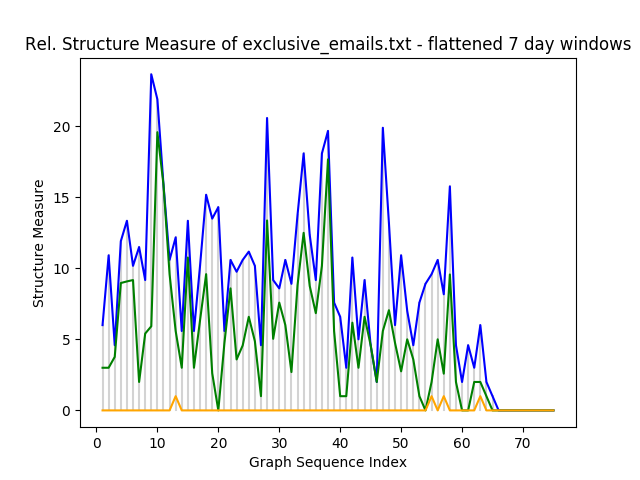 Rel. Structure Measure of exclusive_emails.txt - flattened 7 day windows
Structure Measure
20
15
10
5
0
0 10 20 30 40 50 60 70
Graph Sequence Index